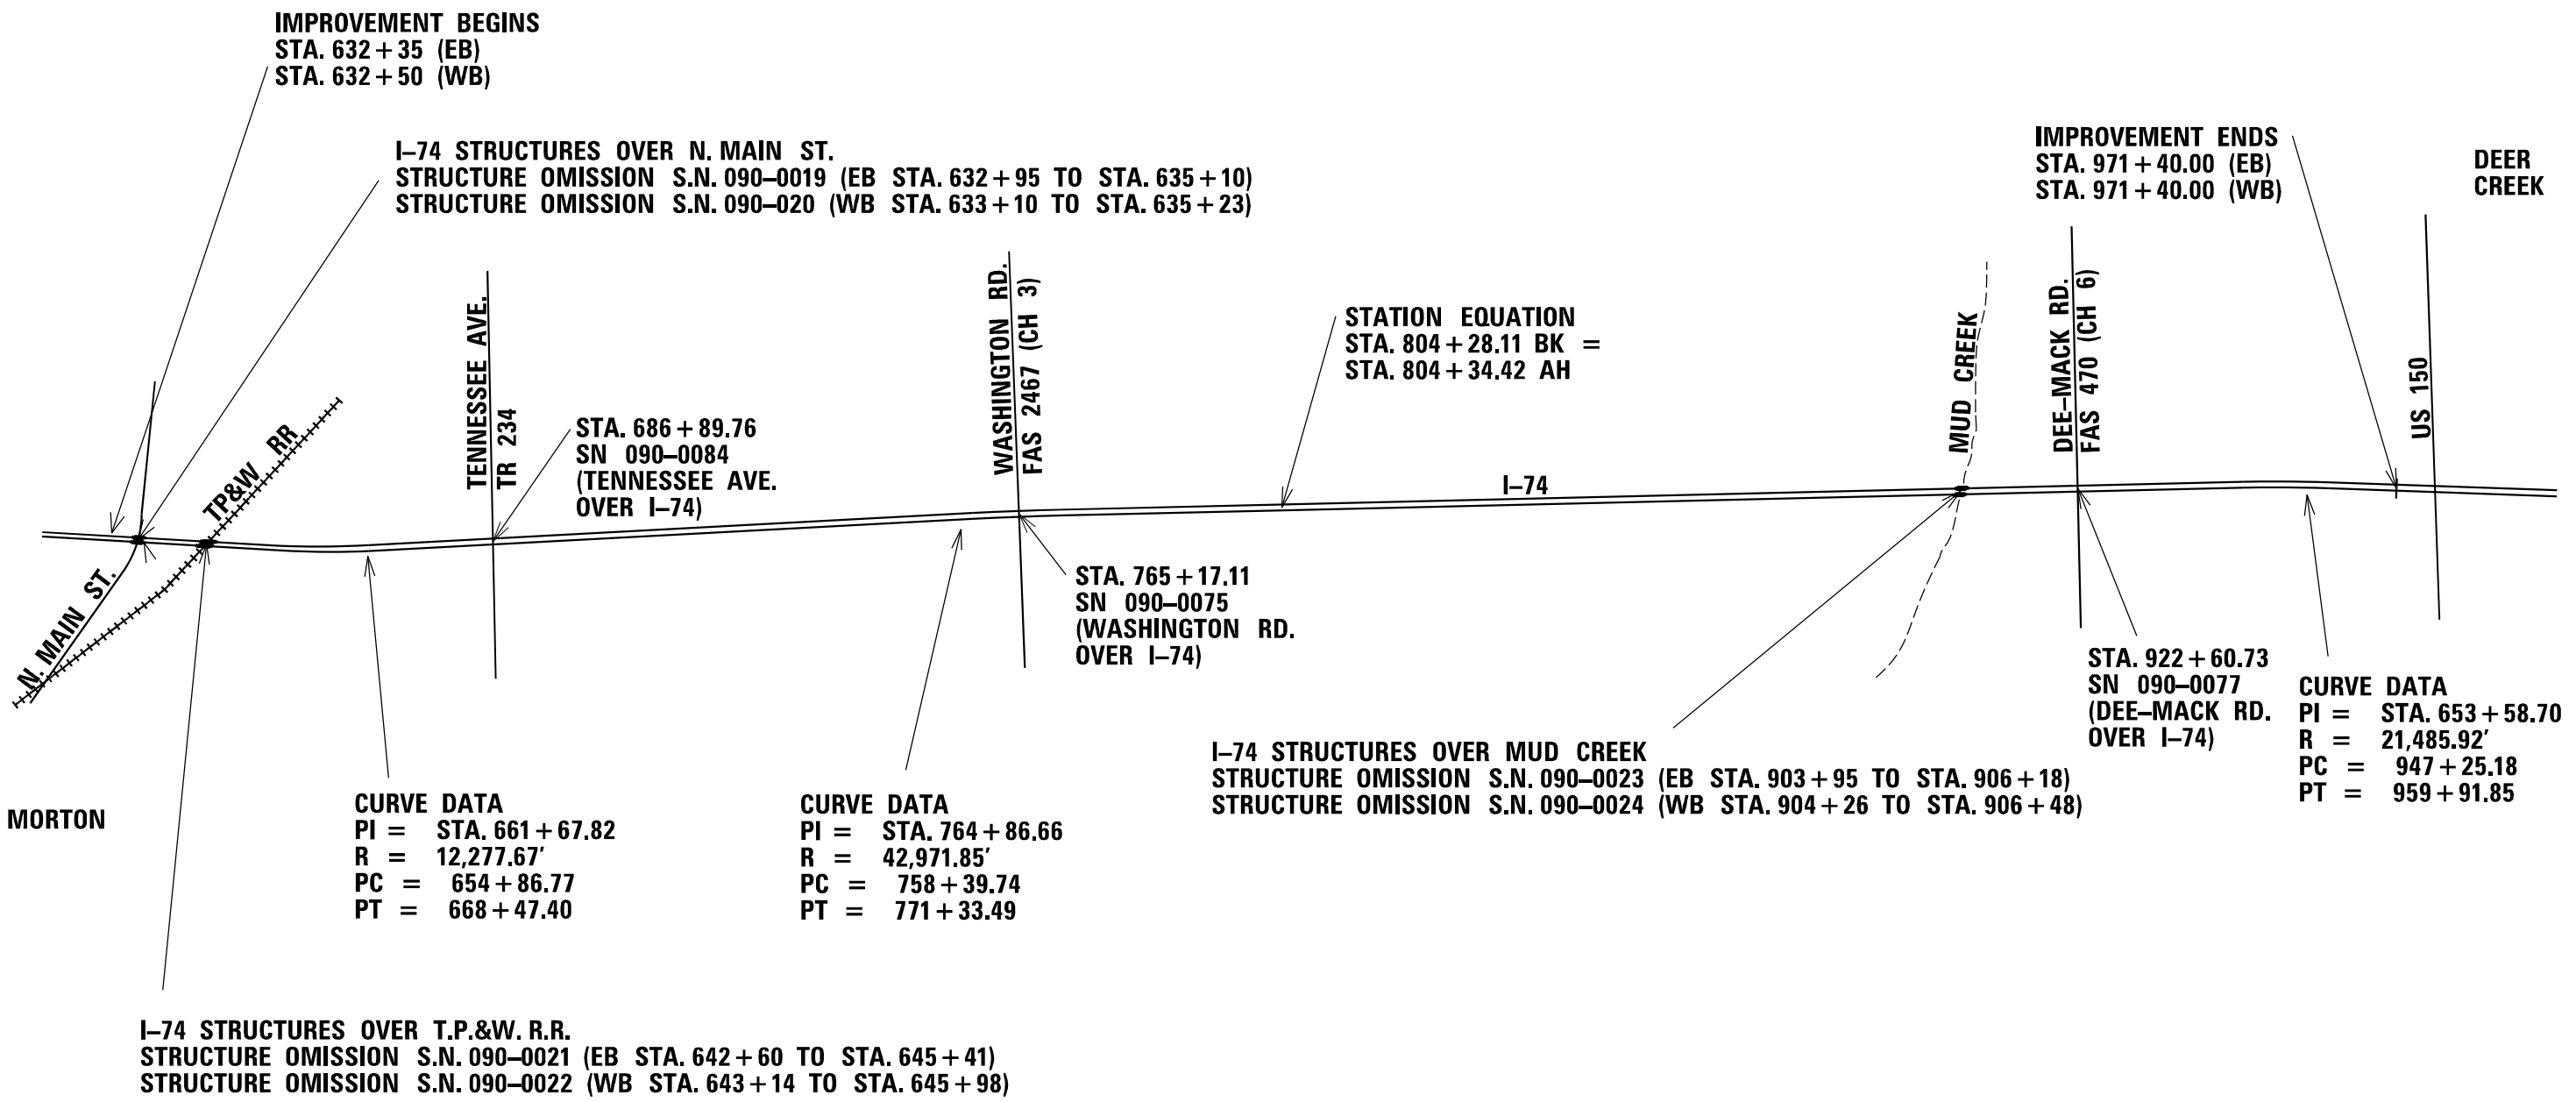 IMPROVEMENT BEGINS
STA. 632+35 (EB)
STA. 632+50 (WB)
I-74 STRUCTURES OVER N. MAIN ST.
STRUCTURE OMISSION S.N. 090-0019 (EB STA. 632+95 TO STA. 635+10)
STRUCTURE OMISSION S.N. 090-020 (WB STA. 633+10 TO STA. 635+23)
IMPROVEMENT ENDS
STA. 971+40.00 (EB)
STA. 971+40.00 (WB)
DEER
CREEK
N. MAIN ST.
TP&W RR
TENNESSEE AVE.
TR 234
STA. 686+89.76
SN 090-0084
(TENNESSEE AVE.
OVER I-74)
WASHINGTON RD.
FAS 2467 (CH 3)
STATION EQUATION
STA. 804+28.11 BK =
STA. 804+34.42 AH
I-74
MUD CREEK
DEE-MACK RD.
FAS 470 (CH 6)
US 150
STA. 765+17.11
SN 090-0075
(WASHINGTON RD.
OVER I-74)
STA. 922+60.73
SN 090-0077
(DEE-MACK RD.
OVER I-74)
CURVE DATA
PI = STA. 653+58.70
R = 21,485.92'
PC = 947+25.18
PT = 959+91.85
I-74 STRUCTURES OVER MUD CREEK
STRUCTURE OMISSION S.N. 090-0023 (EB STA. 903+95 TO STA. 906+18)
STRUCTURE OMISSION S.N. 090-0024 (WB STA. 904+26 TO STA. 906+48)
MORTON
CURVE DATA
PI = STA. 661+67.82
R = 12,277.67'
PC = 654+86.77
PT = 668+47.40
CURVE DATA
PI = STA. 764+86.66
R = 42,971.85'
PC = 758+39.74
PT = 771+33.49
I-74 STRUCTURES OVER T.P.&W. R.R.
STRUCTURE OMISSION S.N. 090-0021 (EB STA. 642+60 TO STA. 645+41)
STRUCTURE OMISSION S.N. 090-0022 (WB STA. 643+14 TO STA. 645+98)